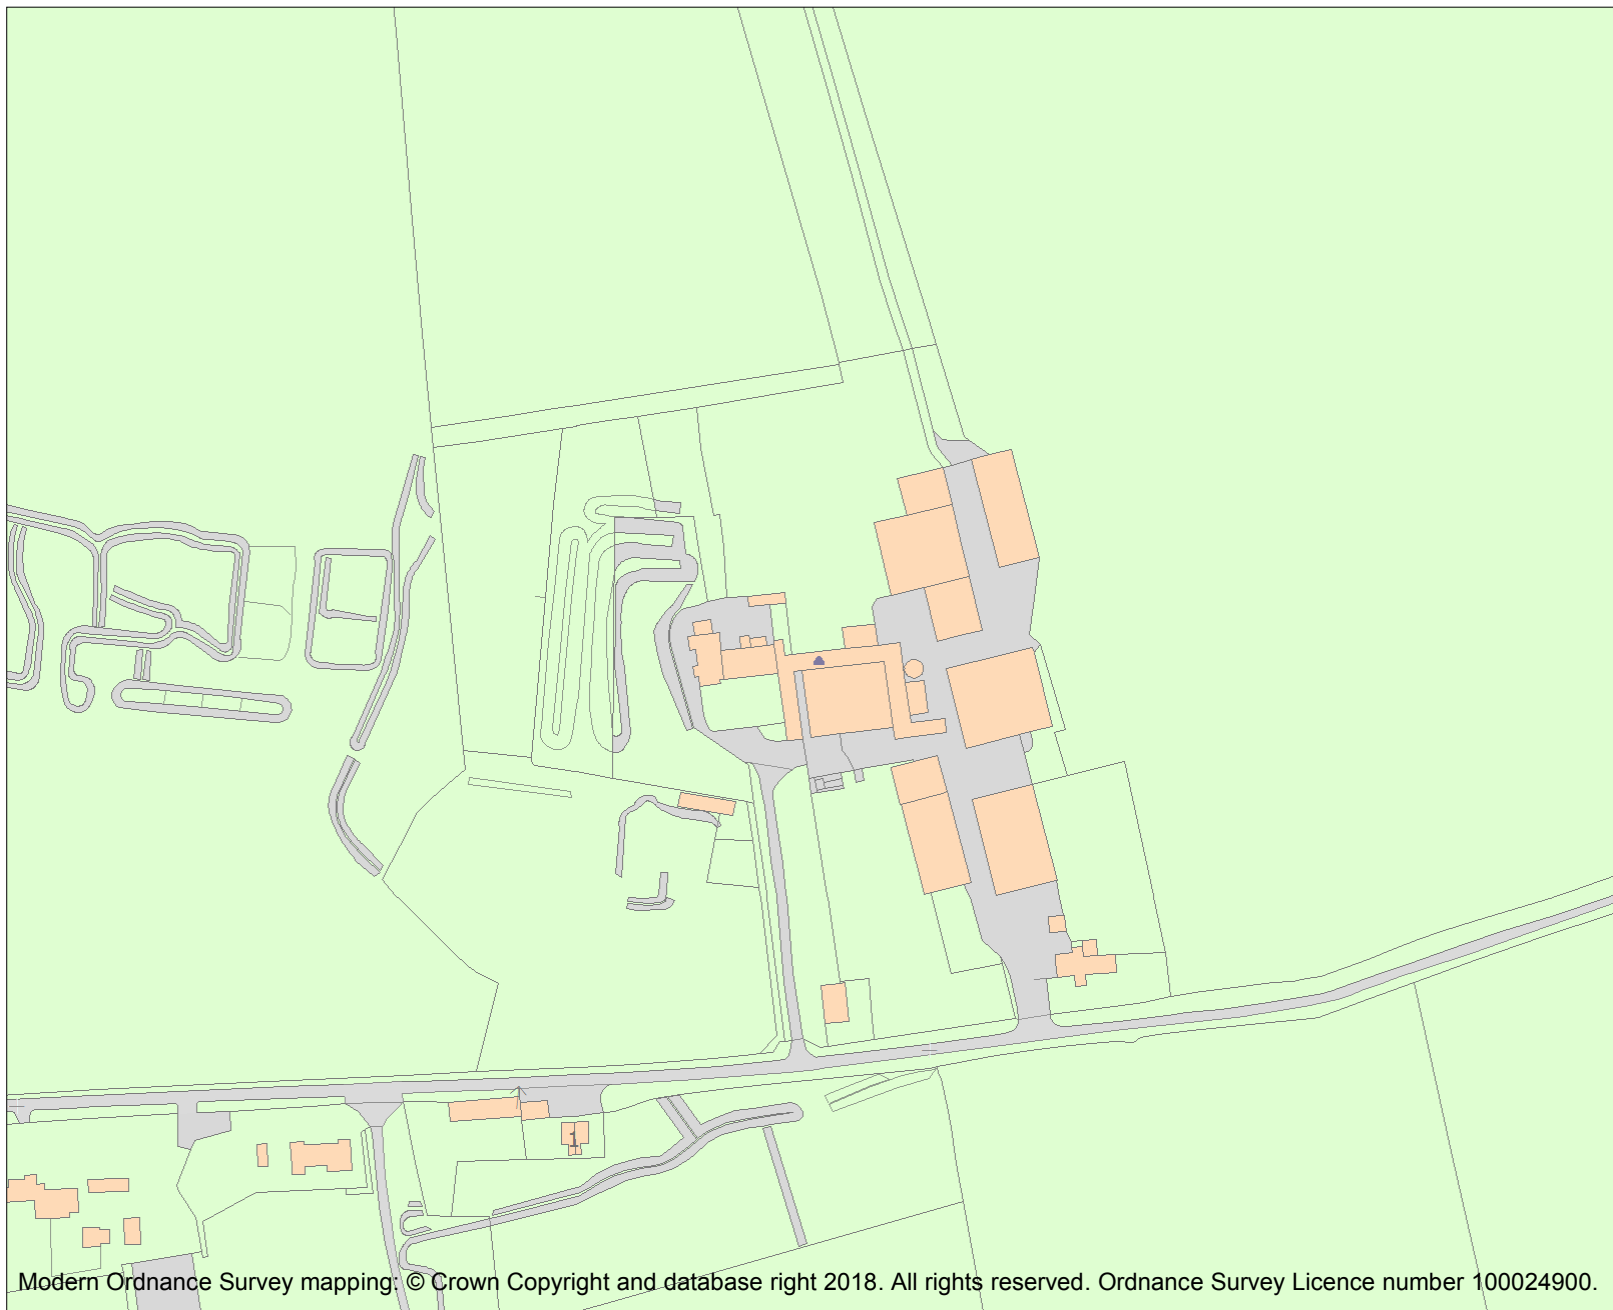 1
Modern Ordnance Survey mapping: © Crown Copyright and database right 2018. All rights reserved. Ordnance Survey Licence number 100024900.